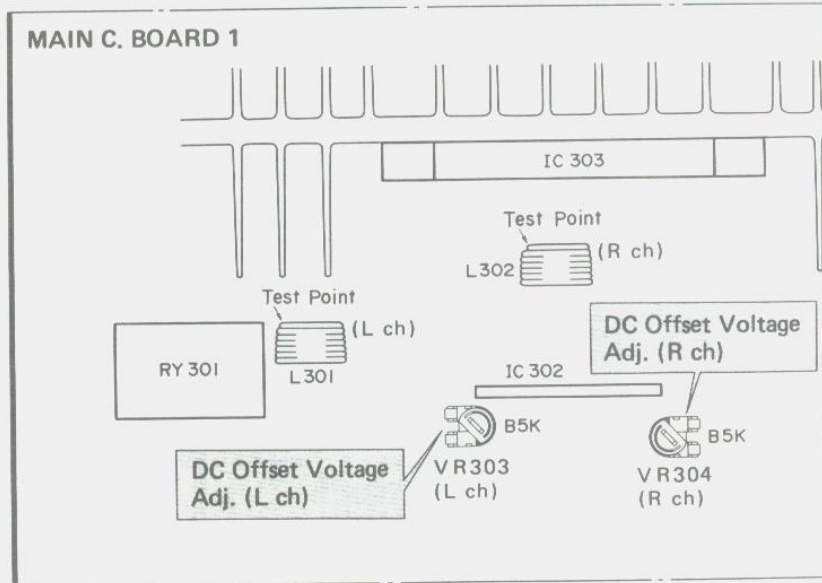 MAIN C. BOARD 1
IC 303
Test Point
(R ch)
L302
Test Point
(L ch)
L301
RY 301
DC Offset Voltage
Adj. (R ch)
IC 302
B5K
VR303
(L ch)
B5K
VR304
(R ch)
DC Offset Voltage
Adj. (L ch)